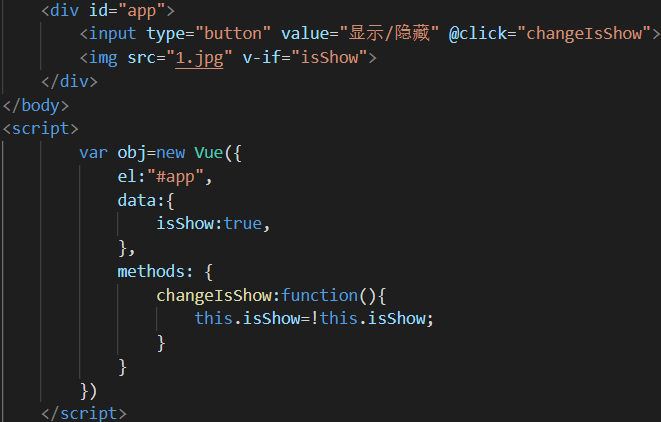 <div id="app">
<input type="button" value="显示/隐藏" @click="changeIsShow">
<img src="1.jpg" v-if="isShow">
</div>
</body>
<script>
var obj=new Vue({
el:"#app",
data:{
isShow:true,
},
methods: {
changeIsShow:function(){
this.isShow=!this.isShow;
}
}
})
</script>